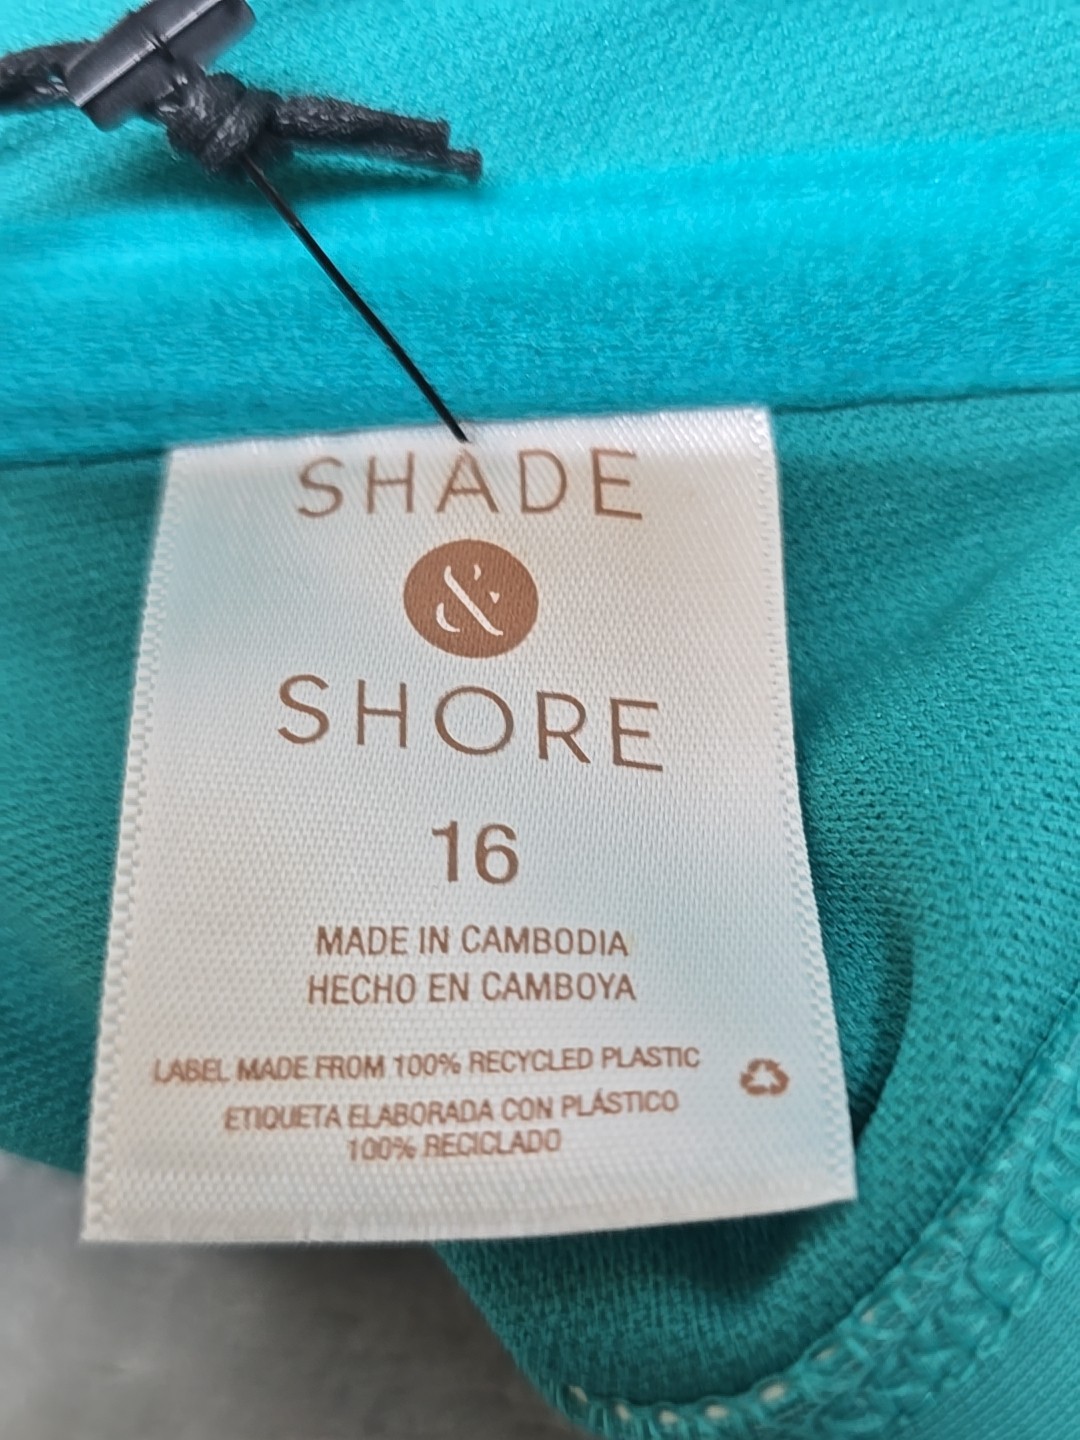 SHADE
&
SHORE
16
MADE IN CAMBODIA
HECHO EN CAMBOYA
LABEL MADE FROM 100% RECYCLED PLASTIC
ETIQUETA ELABORADA CON PLÁSTICO
100% RECICLADO